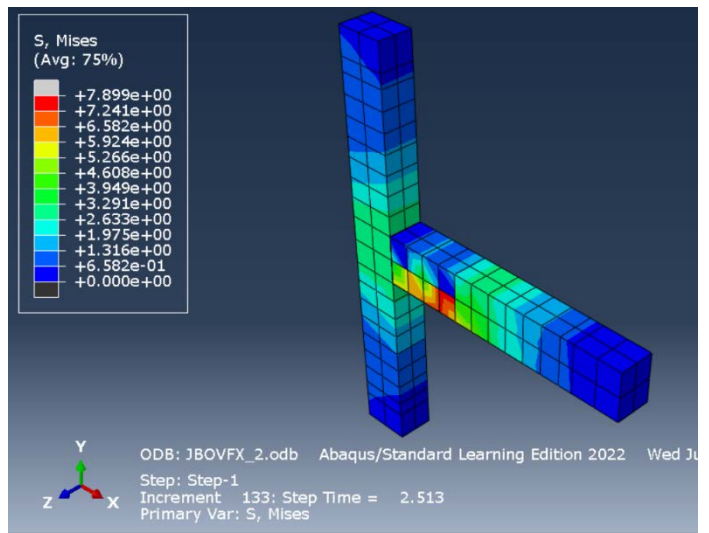 S, Mises
(Avg: 75%)
+7.899e+00
+7.241e+00
+6.582e+00
+5.924e+00
+5.266e+00
+4.608e+00
+3.949e+00
+3.291e+00
+2.633e+00
+1.975e+00
+1.316e+00
+6.582e-01
+0.000e+00
Y
Z X
ODB: JBOVFX_2.odb Abaqus/Standard Learning Edition 2022 Wed
Step: Step-1
Increment 133: Step Time = 2.513
Primary Var: S, Mises